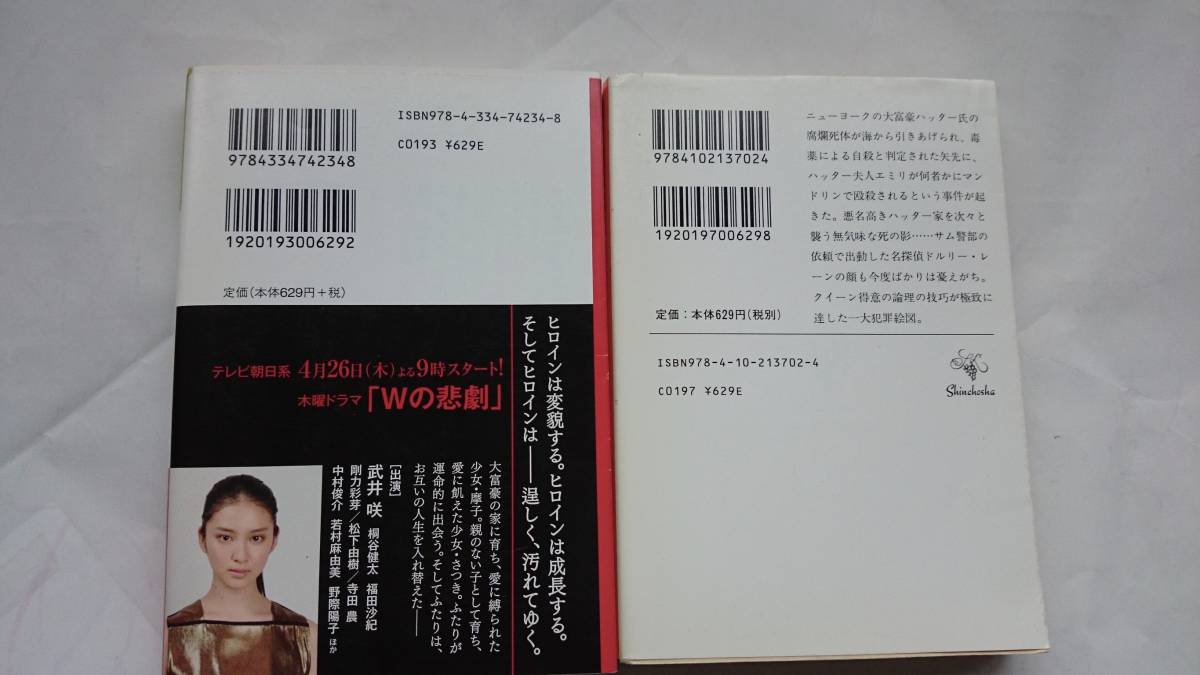 ISBN978-4-334-74234-8
C0193 ¥629E
9784334742348
1920193006292
定価(本体629円+税)
テレビ朝日系 4月26日(木)よる9時スタート!
木曜ドラマ「Wの悲劇」
ヒロインは変貌する。ヒロインは成長する。
そしてヒロインは――逞しく、汚れてゆく。
大富豪の家に育ち、愛に縛られた
少女・摩子。親のない子として育ち、
愛に飢えた少女・さつき。ふたりが
運命的に出会う。そしてふたりは、
お互いの人生を入れ替えた――
[出演]
武井 咲 桐谷健太 福田沙紀
剛力彩芽/松下由樹/寺田 農
中村俊介 若村麻由美 野際陽子 ほか
9784102137024
1920197006298
定価:本体629円(税別)
ニューヨークの大富豪ハッター氏の
腐爛死体が海から引きあげられ、毒
薬による自殺と判定された矢先に、
ハッター夫人エミリが何者かにマン
ドリンで殴殺されるという事件が起
きた。悪名高きハッター家を次々と
襲う無気味な死の影……サム警部の
依頼で出動した名探偵ドルリー・レ
ーンの顔も今度ばかりは憂えがち。
クイーン得意の論理の技巧が極致に
達した一大犯罪絵図。
ISBN978-4-10-213702-4
C0197 ¥629E
Shinchosha